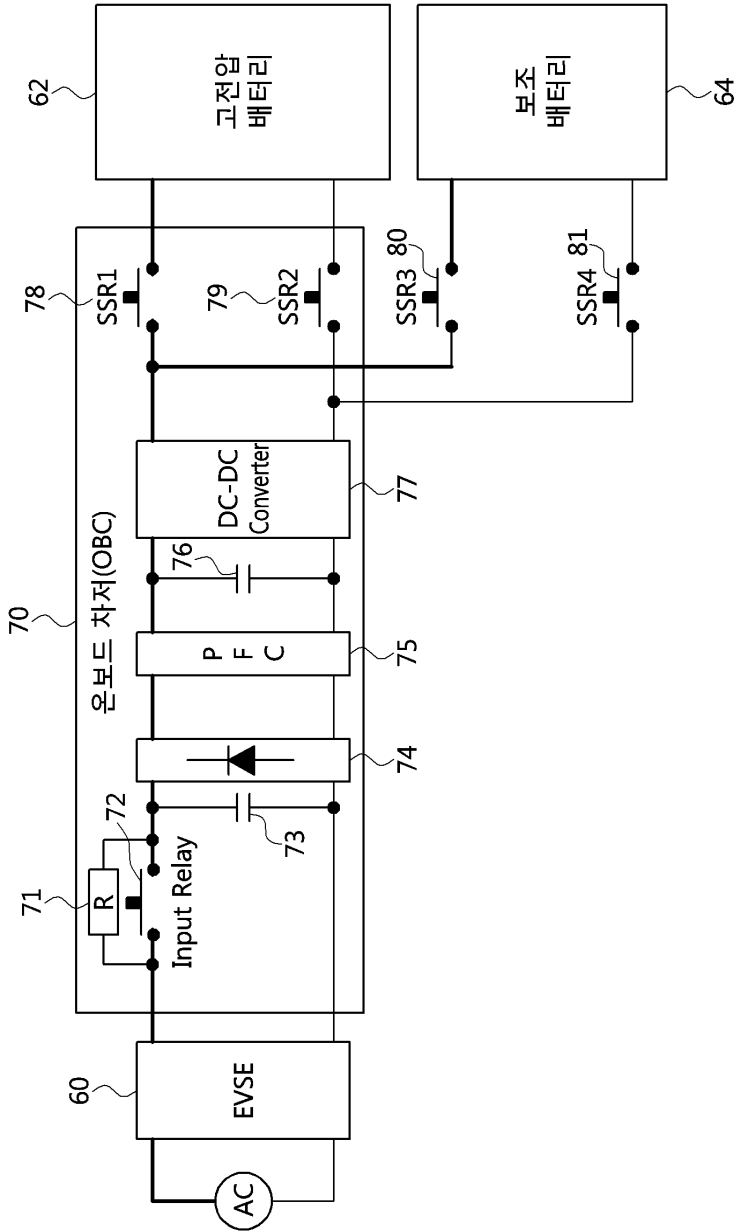 70
온보드 차저(OBC)
71
R
72
Input Relay
73
74
P F C
75
76
DC-DC
Converter
77
78
SSR1
79
SSR2
80
SSR3
81
SSR4
60
EVSE
AC
62
고전압
배터리
64
보조
배터리